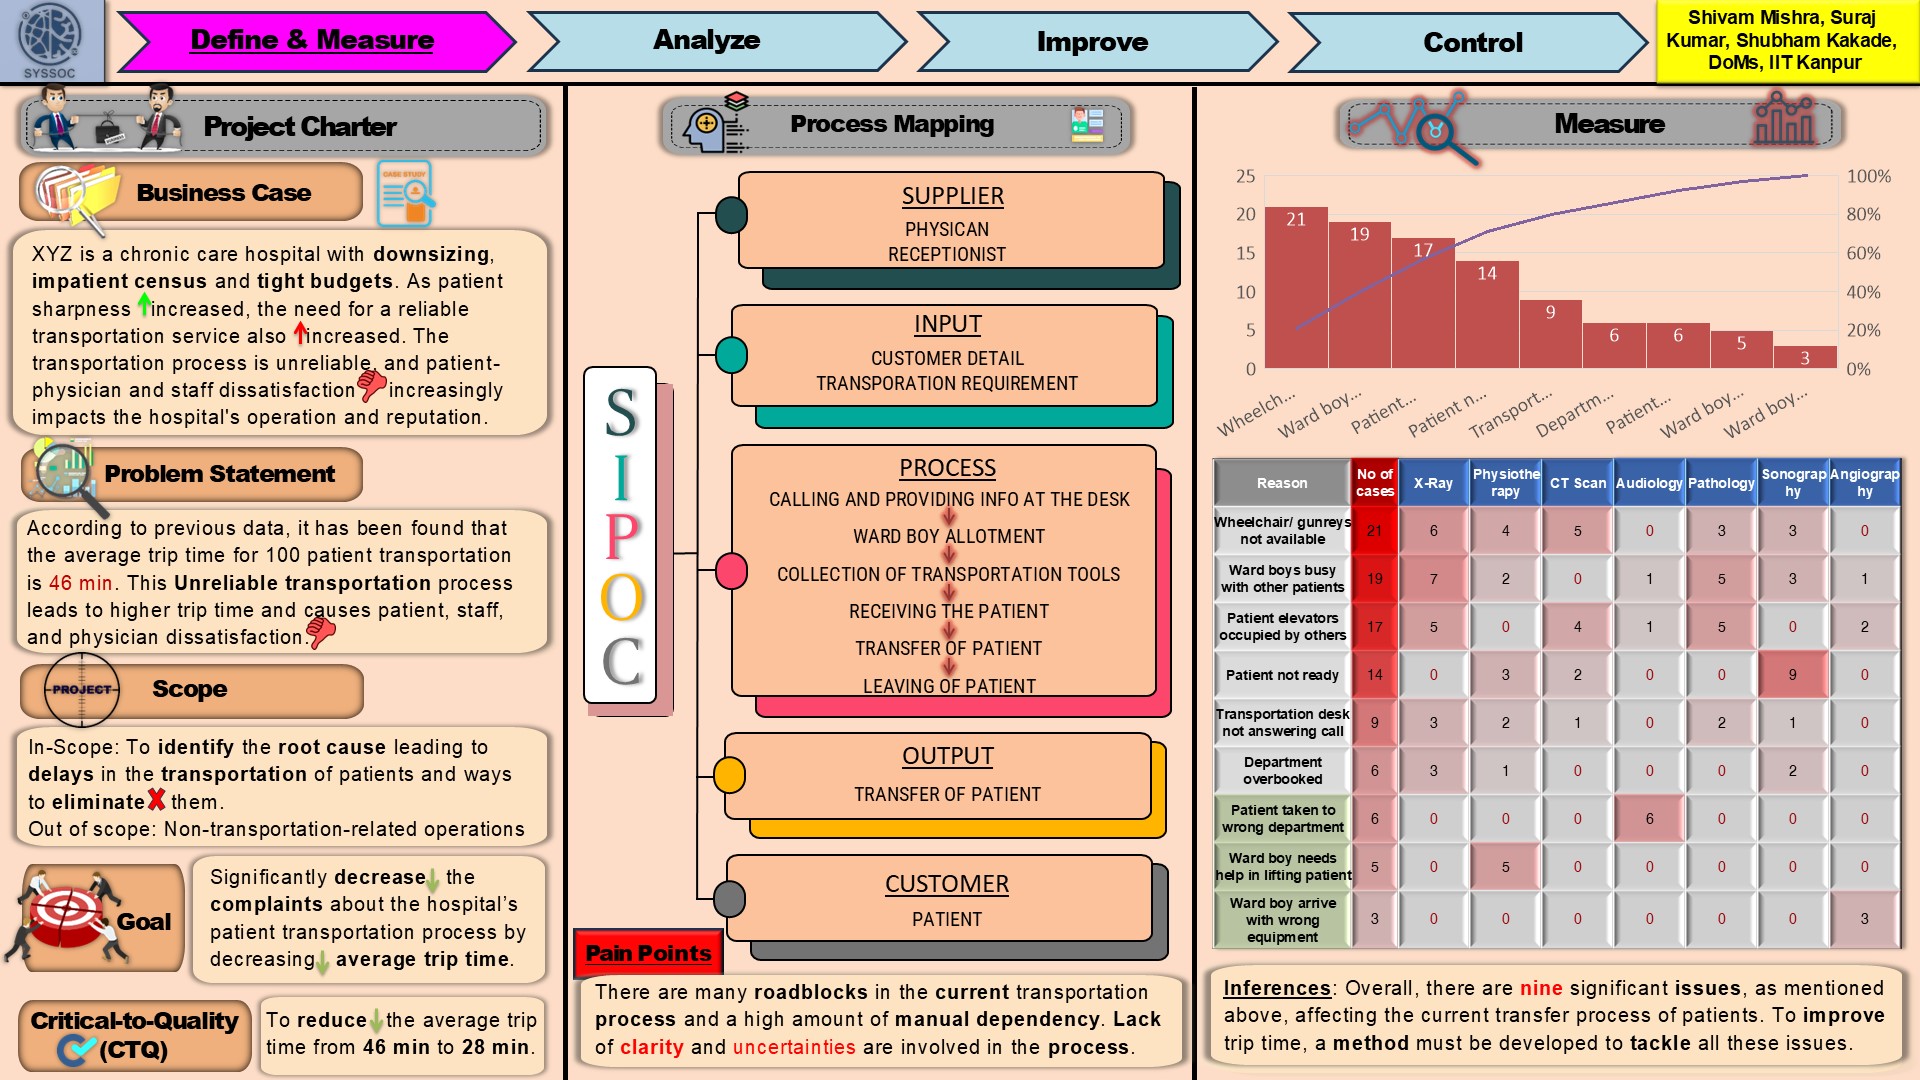 SYSSOC
Define & Measure
Analyze
Improve
Control
Shivam Mishra, Suraj
Kumar, Shubham Kakade,
DoMs, IIT Kanpur
Project Charter
Business Case
CASE STUDY
XYZ is a chronic care hospital with downsizing,
impatient census and tight budgets. As patient
sharpness increased, the need for a reliable
transportation service also increased. The
transportation process is unreliable, and patient-
physician and staff dissatisfaction increasingly
impacts the hospital's operation and reputation.
Problem Statement
According to previous data, it has been found that
the average trip time for 100 patient transportation
is 46 min. This Unreliable transportation process
leads to higher trip time and causes patient, staff,
and physician dissatisfaction.
PROJECT
Scope
In-Scope: To identify the root cause leading to
delays in the transportation of patients and ways
to eliminate them.
Out of scope: Non-transportation-related operations
Goal
Significantly decrease the
complaints about the hospital's
patient transportation process by
decreasing average trip time.
Critical-to-Quality
(CTQ)
To reduce the average trip
time from 46 min to 28 min.
Process Mapping
S
I
P
O
C
SUPPLIER
PHYSICAN
RECEPTIONIST
INPUT
CUSTOMER DETAIL
TRANSPORATION REQUIREMENT
PROCESS
CALLING AND PROVIDING INFO AT THE DESK
WARD BOY ALLOTMENT
COLLECTION OF TRANSPORTATION TOOLS
RECEIVING THE PATIENT
TRANSFER OF PATIENT
LEAVING OF PATIENT
OUTPUT
TRANSFER OF PATIENT
CUSTOMER
PATIENT
Pain Points
There are many roadblocks in the current transportation
process and a high amount of manual dependency. Lack
of clarity and uncertainties are involved in the process.
Measure
25 100%
20 80%
15 60%
10 40%
5 20%
0 0%
21 19 17 14 9 6 6 5 3
Wheelch... Ward boy... Patient... Patient n... Transport... Departm... Patient... Ward boy... Ward boy...
Reason No of cases X-Ray Physiotherapy CT Scan Audiology Pathology Sonography Angiography
Wheelchair/ gunreys not available 21 6 4 5 0 3 3 0
Ward boys busy with other patients 19 7 2 0 1 5 3 1
Patient elevators occupied by others 17 5 0 4 1 5 0 2
Patient not ready 14 0 3 2 0 0 9 0
Transportation desk not answering call 9 3 2 1 0 2 1 0
Department overbooked 6 3 1 0 0 0 2 0
Patient taken to wrong department 6 0 0 0 6 0 0 0
Ward boy needs help in lifting patient 5 0 5 0 0 0 0 0
Ward boy arrive with wrong equipment 3 0 0 0 0 0 0 3
Inferences: Overall, there are nine significant issues, as mentioned
above, affecting the current transfer process of patients. To improve
trip time, a method must be developed to tackle all these issues.